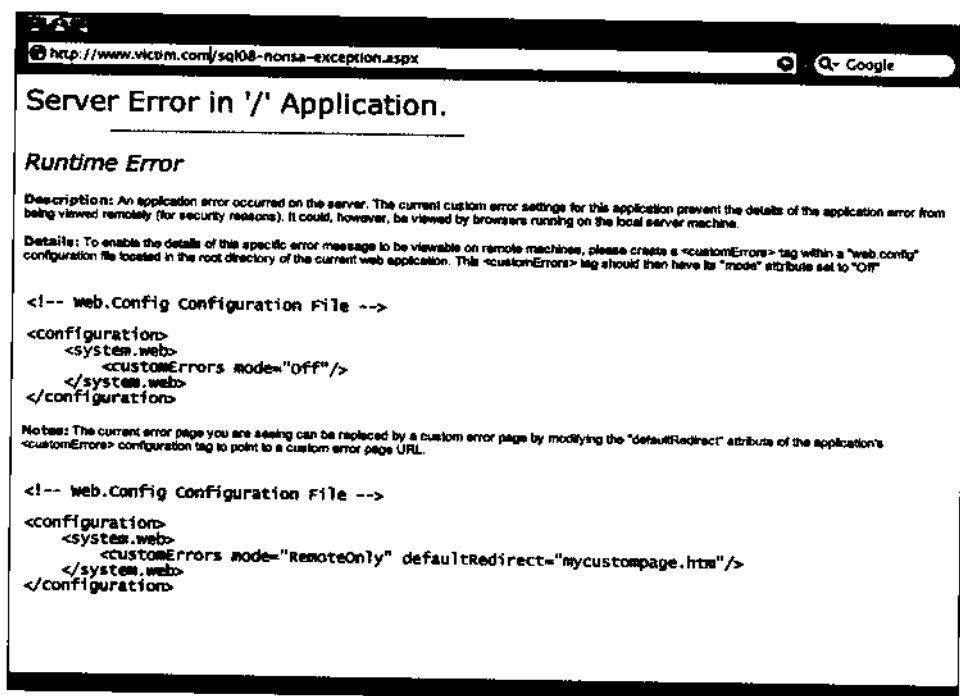 http://www.victim.com/sql08-nonsa-exception.aspx
Google
Server Error in '/' Application.
Runtime Error
Description: An application error occurred on the server. The current custom error settings for this application prevent the details of the application error from
being viewed remotely (for security reasons). It could, however, be viewed by browsers running on the local server machine.
Details: To enable the details of this specific error message to be viewable on remote machines, please create a <customErrors> tag within a "web.config"
configuration file located in the root directory of the current web application. This <customErrors> tag should then have its "mode" attribute set to "Off"
<!-- Web.Config Configuration File -->
<configuration>
<system.web>
<customErrors mode="Off"/>
</system.web>
</configuration>
Notes: The current error page you are seeing can be replaced by a custom error page by modifying the "defaultRedirect" attribute of the application's
<customErrors> configuration tag to point to a custom error page URL.
<!-- Web.Config Configuration File -->
<configuration>
<system.web>
<customErrors mode="RemoteOnly" defaultRedirect="mycustompage.htm"/>
</system.web>
</configuration>